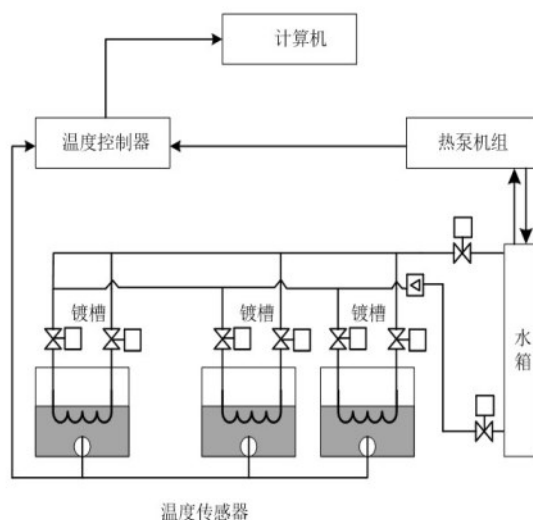 计算机
温度控制器
热泵机组
镀槽
镀槽
镀槽
水箱
温度传感器